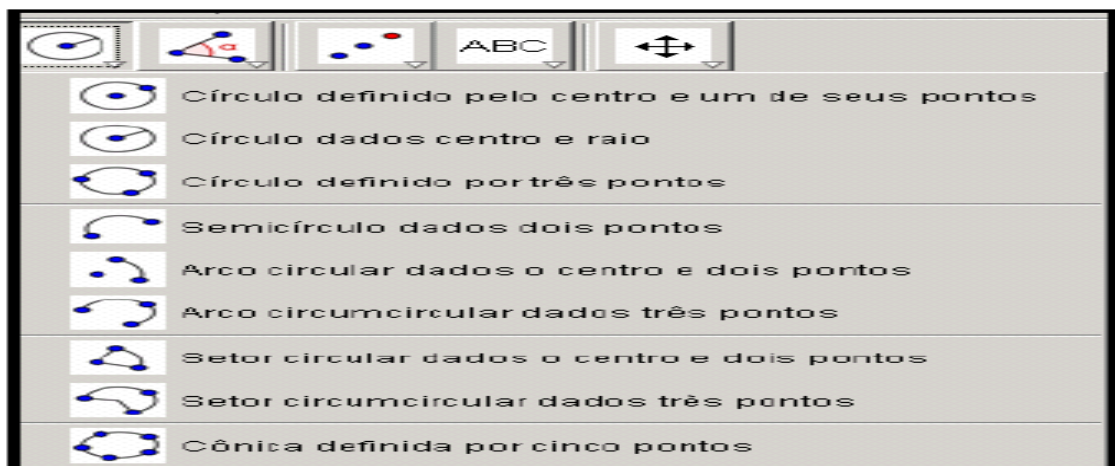 α ABC
Círculo definido pelo centro e um de seus pontos
Círculo dados centro e raio
Círculo definido por três pontos
Semicírculo dados dois pontos
Arco circular dados o centro e dois pontos
Arco circumcircular dados três pontos
Setor circular dados o centro e dois pontos
Setor circumcircular dados três pontos
Cônica definida por cinco pontos